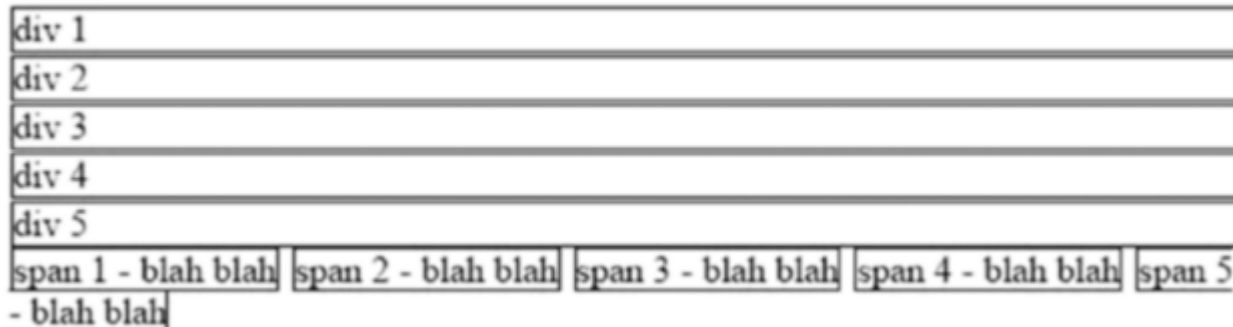 div 1
div 2
div 3
div 4
div 5
span 1 - blah blah span 2 - blah blah span 3 - blah blah span 4 - blah blah span 5
- blah blah